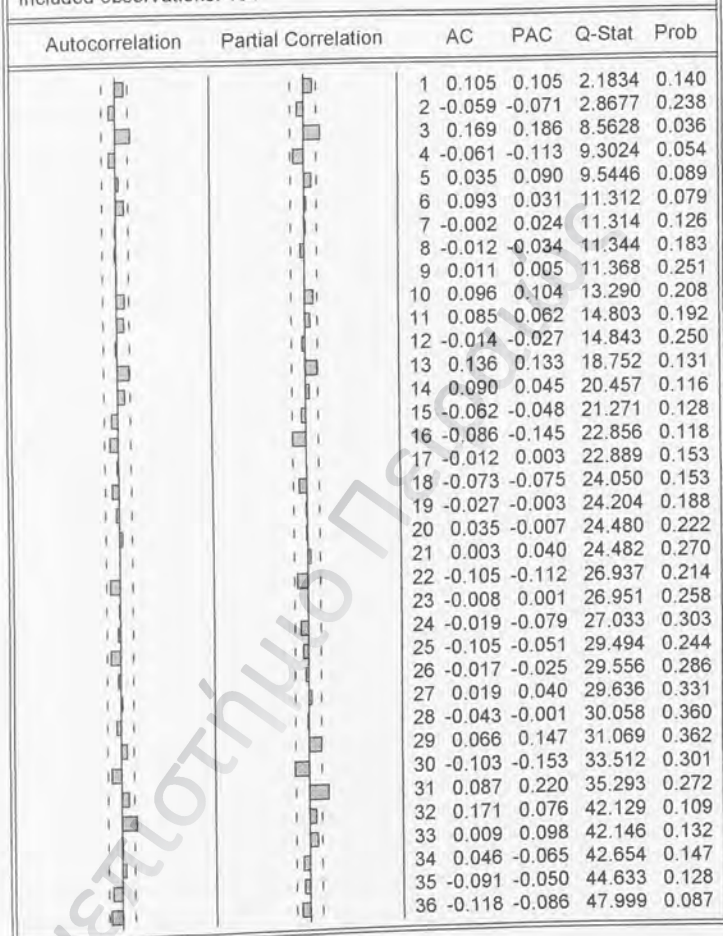 Included observations:
Autocorrelation Partial Correlation AC PAC Q-Stat Prob
1 0.105 0.105 2.1834 0.140
2 -0.059 -0.071 2.8677 0.238
3 0.169 0.186 8.5628 0.036
4 -0.061 -0.113 9.3024 0.054
5 0.035 0.090 9.5446 0.089
6 0.093 0.031 11.312 0.079
7 -0.002 0.024 11.314 0.126
8 -0.012 -0.034 11.344 0.183
9 0.011 0.005 11.368 0.251
10 0.096 0.104 13.290 0.208
11 0.085 0.062 14.803 0.192
12 -0.014 -0.027 14.843 0.250
13 0.136 0.133 18.752 0.131
14 0.090 0.045 20.457 0.116
15 -0.062 -0.048 21.271 0.128
16 -0.086 -0.145 22.856 0.118
17 -0.012 0.003 22.889 0.153
18 -0.073 -0.075 24.050 0.153
19 -0.027 -0.003 24.204 0.188
20 0.035 -0.007 24.480 0.222
21 0.003 0.040 24.482 0.270
22 -0.105 -0.112 26.937 0.214
23 -0.008 0.001 26.951 0.258
24 -0.019 -0.079 27.033 0.303
25 -0.105 -0.051 29.494 0.244
26 -0.017 -0.025 29.556 0.286
27 0.019 0.040 29.636 0.331
28 -0.043 -0.001 30.058 0.360
29 0.066 0.147 31.069 0.362
30 -0.103 -0.153 33.512 0.301
31 0.087 0.220 35.293 0.272
32 0.171 0.076 42.129 0.109
33 0.009 0.098 42.146 0.132
34 0.046 -0.065 42.654 0.147
35 -0.091 -0.050 44.633 0.128
36 -0.118 -0.086 47.999 0.087
επιστήμιο Πειραιώς